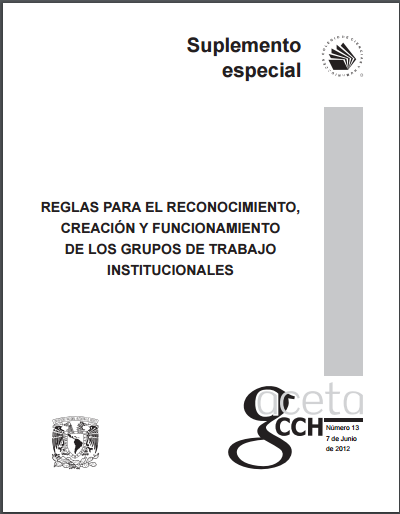 Suplemento
especial
REGLAS PARA EL RECONOCIMIENTO,
CREACIÓN Y FUNCIONAMIENTO
DE LOS GRUPOS DE TRABAJO
INSTITUCIONALES
gaceta
CCH
Número 13
7 de Junio
de 2012